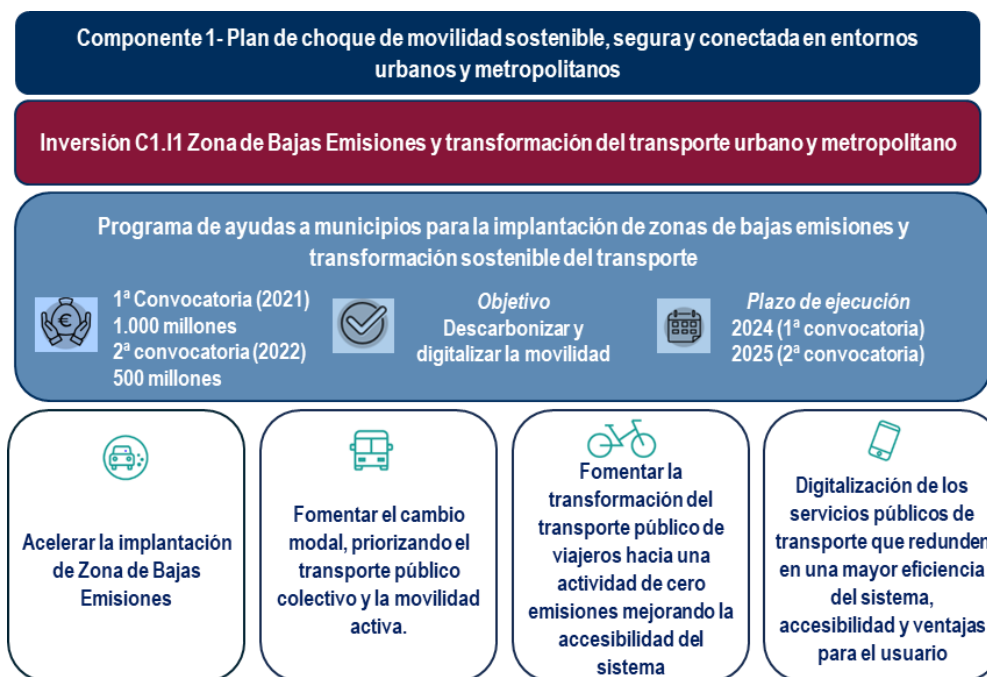 Componente 1- Plan de choque de movilidad sostenible, segura y conectada en entornos
urbanos y metropolitanos
Inversión C1.I1 Zona de Bajas Emisiones y transformación del transporte urbano y metropolitano
Programa de ayudas a municipios para la implantación de zonas de bajas emisiones y
transformación sostenible del transporte
1ª Convocatoria (2021)
1.000 millones
2ª convocatoria (2022)
500 millones
Objetivo
Descarbonizar y
digitalizar la movilidad
Plazo de ejecución
2024 (1ª convocatoria)
2025 (2ª convocatoria)
Acelerar la implantación
de Zona de Bajas
Emisiones
Fomentar el cambio
modal, priorizando el
transporte público
colectivo y la movilidad
activa.
Fomentar la
transformación del
transporte público de
viajeros hacia una
actividad de cero
emisiones mejorando la
accesibilidad del
sistema
Digitalización de los
servicios públicos de
transporte que redunden
en una mayor eficiencia
del sistema,
accesibilidad y ventajas
para el usuario